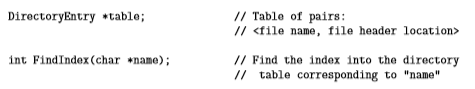 DirectoryEntry *table; // Table of pairs:
// <file name, file header location>
int FindIndex(char *name); // Find the index into the directory
// table corresponding to "name"